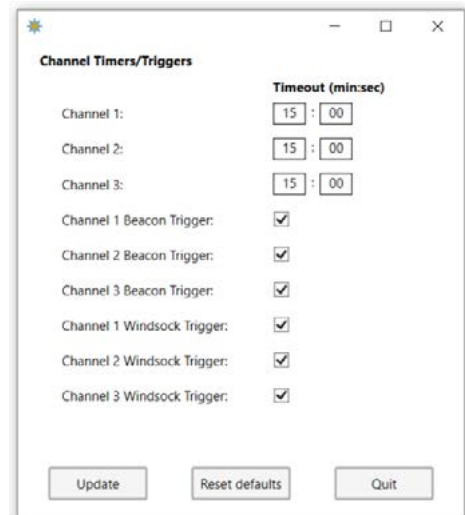 Channel Timers/Triggers
Timeout (min:sec)
Channel 1: 15 : 00
Channel 2: 15 : 00
Channel 3: 15 : 00
Channel 1 Beacon Trigger:
Channel 2 Beacon Trigger:
Channel 3 Beacon Trigger:
Channel 1 Windsock Trigger:
Channel 2 Windsock Trigger:
Channel 3 Windsock Trigger:
Update Reset defaults Quit